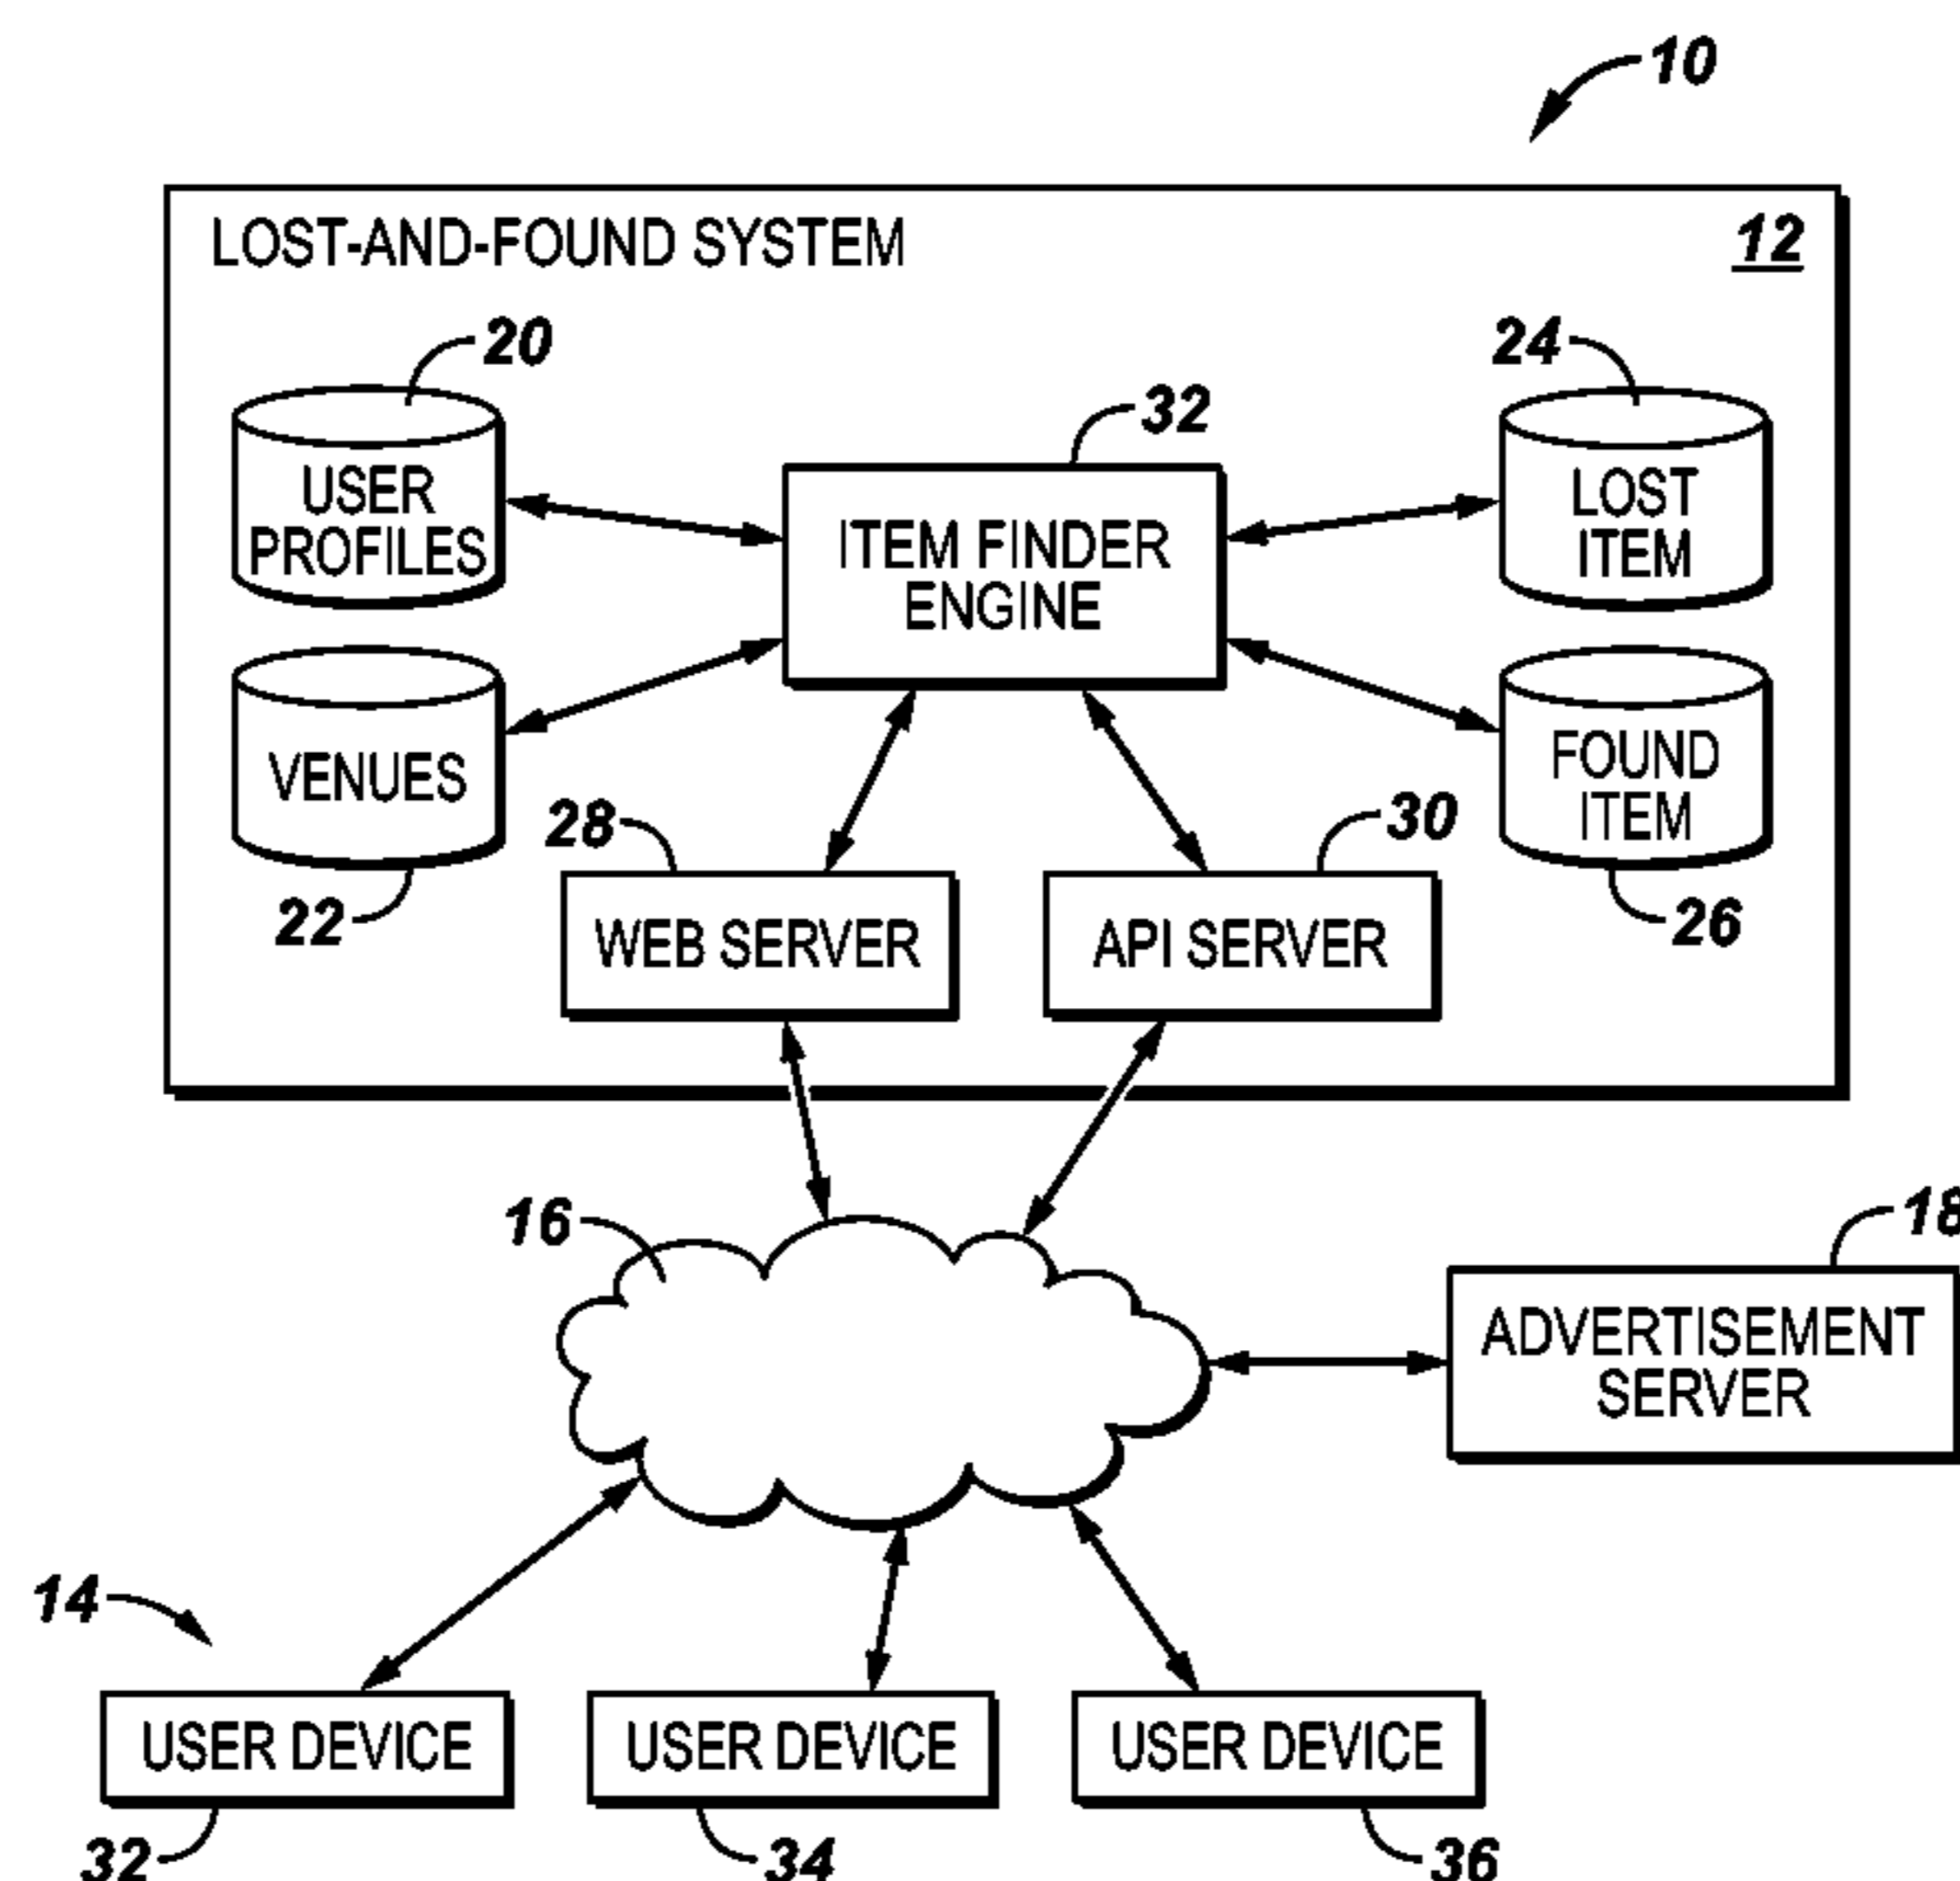 10
LOST-AND-FOUND SYSTEM
12
20
24
32
USER
PROFILES
ITEM FINDER
ENGINE
LOST
ITEM
VENUES
FOUND
ITEM
28
30
22
WEB SERVER
API SERVER
26
16
18
ADVERTISEMENT
SERVER
14
USER DEVICE
USER DEVICE
USER DEVICE
32
34
36